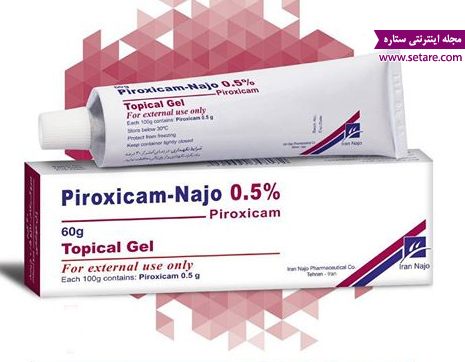 مجله اینترنتی ستاره
www.setare.com
60g
Piroxicam-Najo 0.5%
Piroxicam
Topical Gel
For external use only
Each 100g contains: Piroxicam 0.5 g
Store below 30°C
Protect from freezing
Keep container tightly closed
Iran Najo
Piroxicam-Najo 0.5%
Piroxicam
60g
Topical Gel
For external use only
Each 100g contains: Piroxicam 0.5 g
Iran Najo Pharmaceutical Co.
Tehran - Iran
Iran Najo